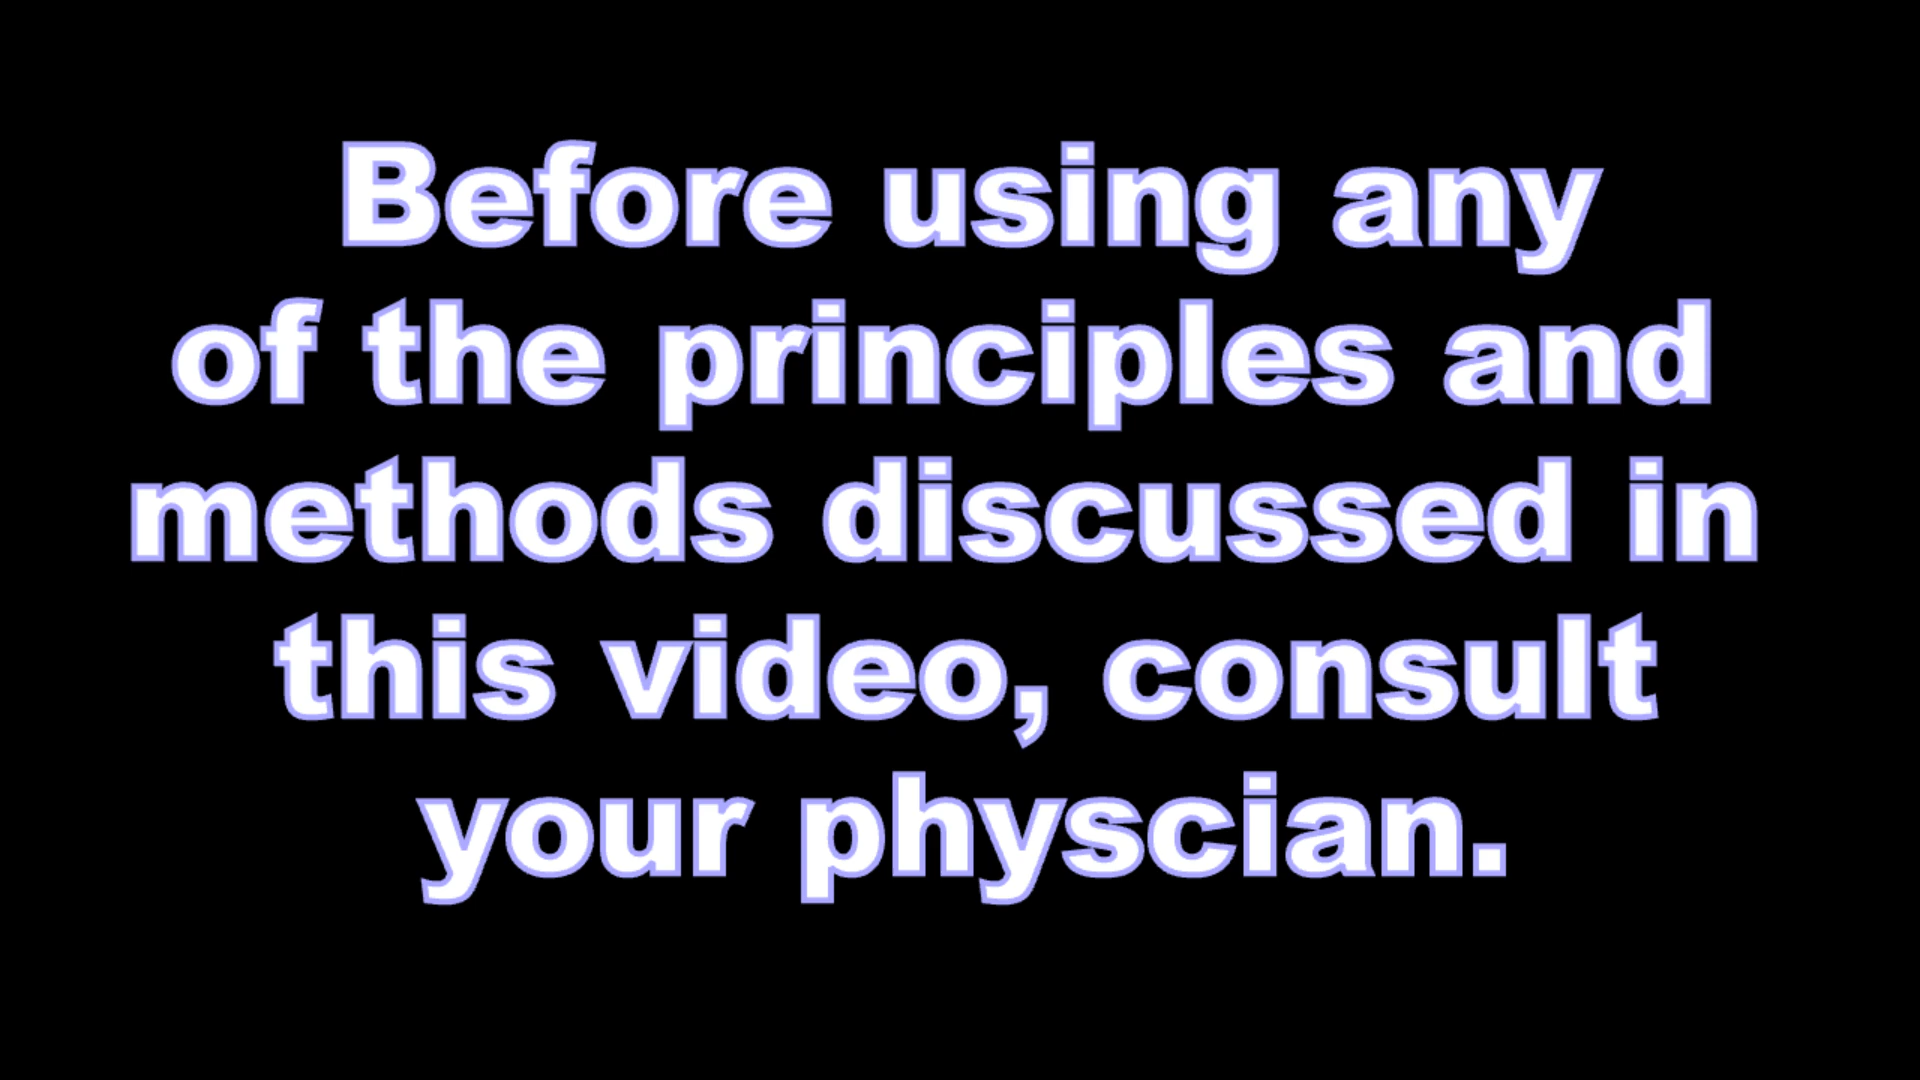 Before using any
of the principles and
methods discussed in
this video, consult
your physcian.